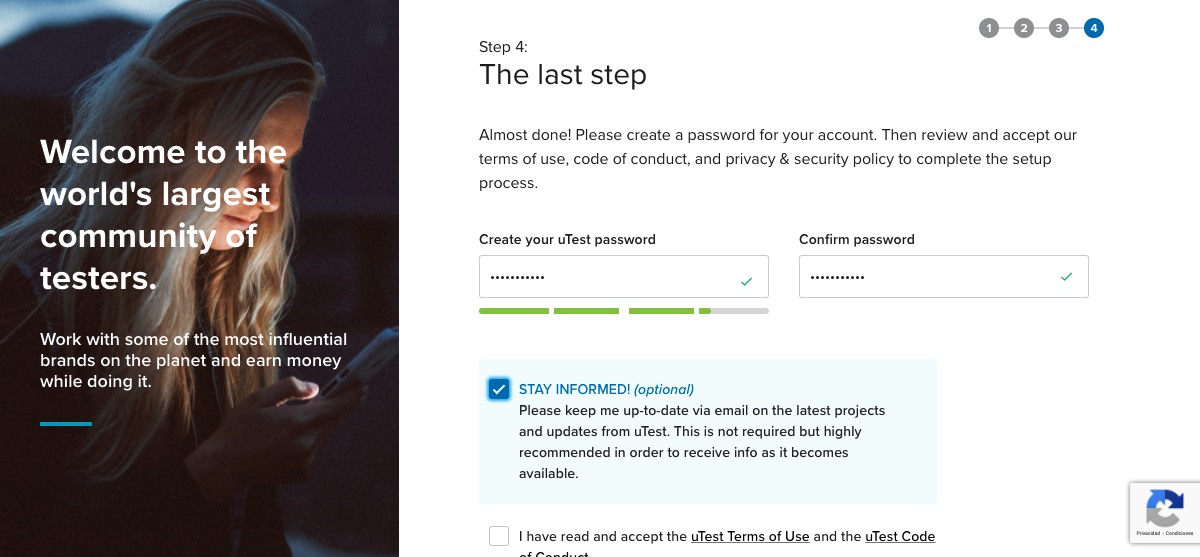 Welcome to the
world's largest
community of
testers.
Work with some of the most influential
brands on the planet and earn money
while doing it.
1 2 3 4
Step 4:
The last step
Almost done! Please create a password for your account. Then review and accept our
terms of use, code of conduct, and privacy & security policy to complete the setup
process.
Create your uTest password
Confirm password
•••••••••••
•••••••••••
STAY INFORMED! (optional)
Please keep me up-to-date via email on the latest projects
and updates from uTest. This is not required but highly
recommended in order to receive info as it becomes
available.
I have read and accept the uTest Terms of Use and the uTest Code
of Conduct
Privacidad - Condiciones